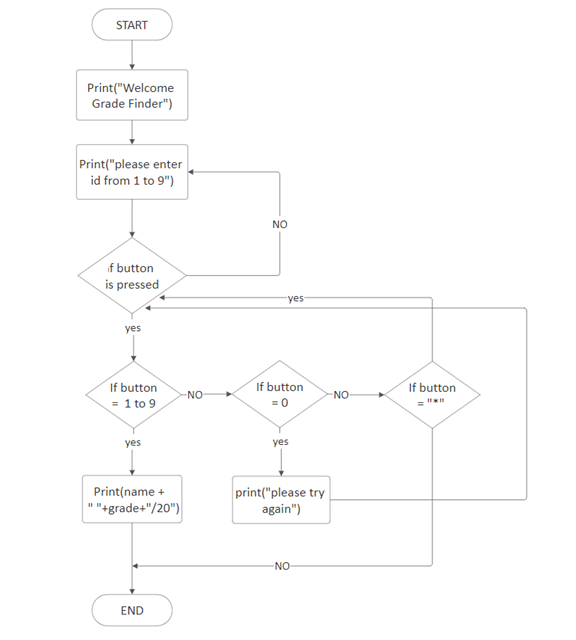 START
Print("Welcome
Grade Finder")
Print("please enter
id from 1 to 9")
NO
if button
is pressed
yes
yes
If button
= 1 to 9
NO
If button
= 0
NO
If button
= "*"
yes
yes
Print(name +
" "+grade+"/20")
print("please try
again")
NO
END